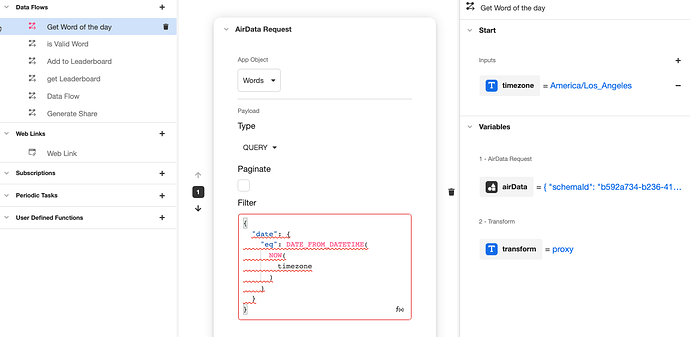 Data Flows
Get Word of the day
is Valid Word
Add to Leaderboard
get Leaderboard
Data Flow
Generate Share
Web Links
Web Link
Subscriptions
Periodic Tasks
User Defined Functions
1
AirData Request
App Object
Words
Payload
Type
QUERY
Paginate
Filter
{
"date": {
"eq": DATE_FROM_DATETIME(
NOW(
timezone
)
)
}
}
f(x)
Get Word of the day
Start
Inputs
T timezone = America/Los_Angeles
Variables
1 - AirData Request
airData = { "schemaId": "b592a734-b236-41...
2 - Transform
T transform = proxy